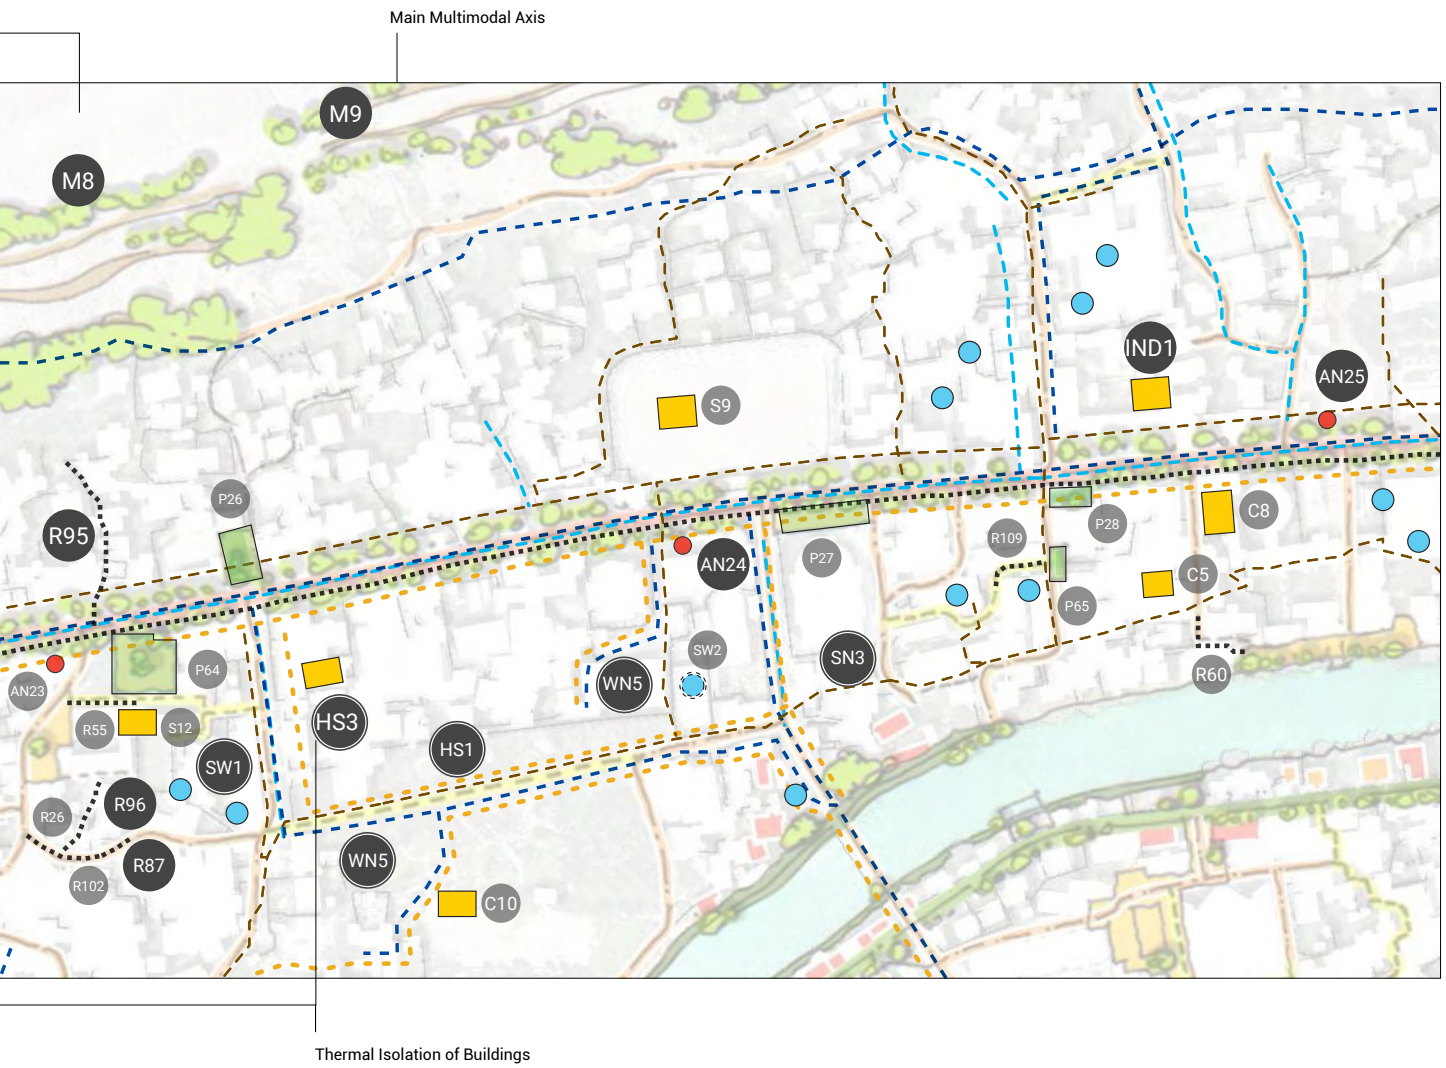 Main Multimodal Axis
M9
M8
IND1
AN25
S9
P26
R95
C8
P28
R109
P27
AN24
C5
P65
SW2
SN3
WN5
R60
P64
AN23
HS3
R55
S12
HS1
SW1
R96
R26
WN5
R87
R102
C10
Thermal Isolation of Buildings